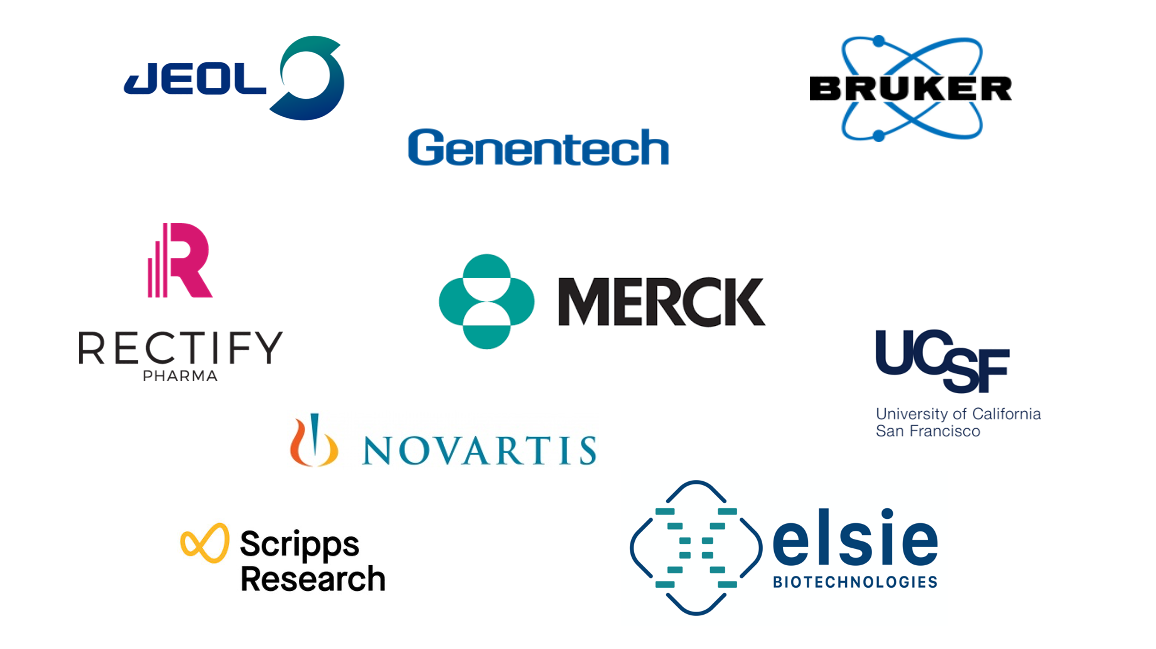 JEOL
BRUKER
Genentech
RECTIFY
PHARMA
MERCK
UCSF
University of California
San Francisco
NOVARTIS
Scripps
Research
elsie
BIOTECHNOLOGIES